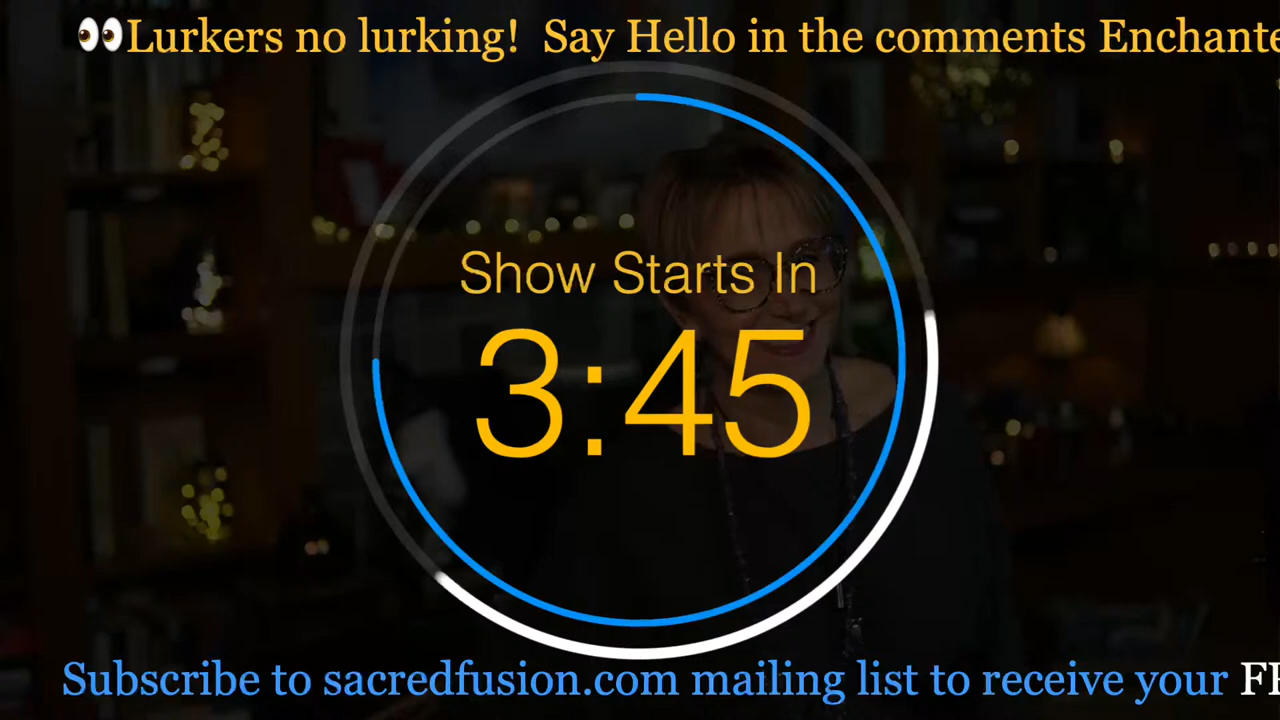 👀Lurkers no lurking! Say Hello in the comments
Show Starts In
3:45
Subscribe to sacredfusion.com mailing list to receive your